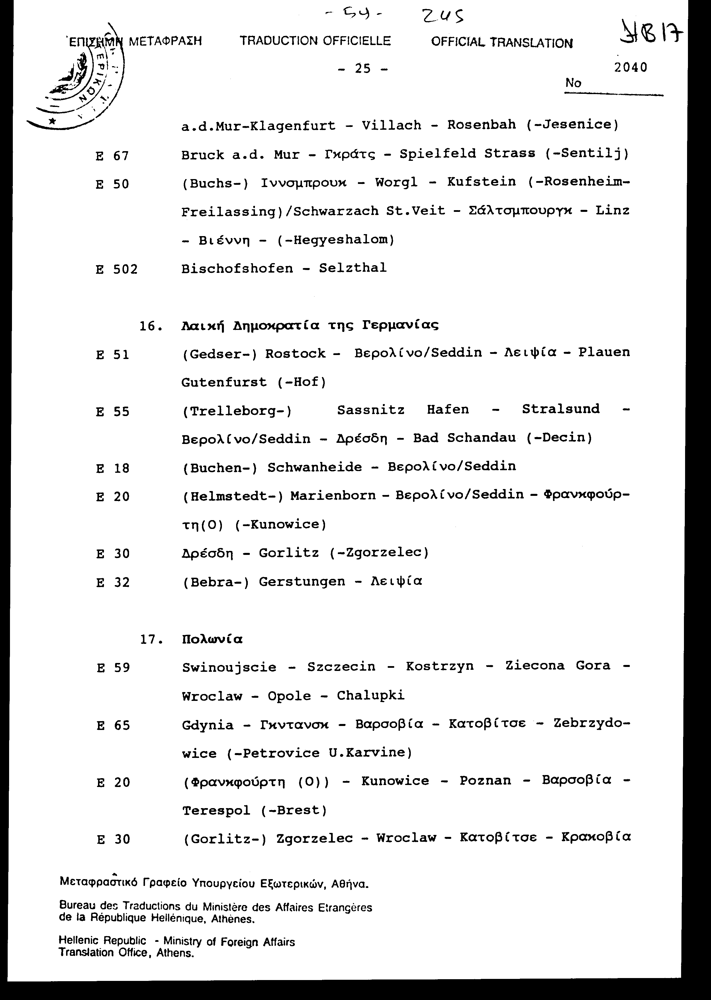 - 54 - 245
ΗΒ17
ΕΠΙΣΗΜΗ ΜΕΤΑΦΡΑΣΗ TRADUCTION OFFICIELLE OFFICIAL TRANSLATION
- 25 - 2040
No
a.d.Mur-Klagenfurt - Villach - Rosenbah (-Jesenice)
E 67 Bruck a.d. Mur - Γκράτς - Spielfeld Strass (-Sentilj)
E 50 (Buchs-) Ιννσμπρουκ - Worgl - Kufstein (-Rosenheim-
Freilassing)/Schwarzach St.Veit - Σάλτσμπουργκ - Linz
- Βιέννη - (-Hegyeshalom)
E 502 Bischofshofen - Selzthal
16. Λαική Δημοκρατία της Γερμανίας
E 51 (Gedser-) Rostock - Βερολίνο/Seddin - Λειψία - Plauen
Gutenfurst (-Hof)
E 55 (Trelleborg-) Sassnitz Hafen - Stralsund -
Βερολίνο/Seddin - Δρέσδη - Bad Schandau (-Decin)
E 18 (Buchen-) Schwanheide - Βερολίνο/Seddin
E 20 (Helmstedt-) Marienborn - Βερολίνο/Seddin - Φρανκφούρ-
τη(Ο) (-Kunowice)
E 30 Δρέσδη - Gorlitz (-Zgorzelec)
E 32 (Bebra-) Gerstungen - Λειψία
17. Πολωνία
E 59 Swinoujscie - Szczecin - Kostrzyn - Ziecona Gora -
Wroclaw - Opole - Chalupki
E 65 Gdynia - Γκντανσκ - Βαρσοβία - Κατοβίτσε - Zebrzydo-
wice (-Petrovice U.Karvine)
E 20 (Φρανκφούρτη (Ο)) - Kunowice - Poznan - Βαρσοβία -
Terespol (-Brest)
E 30 (Gorlitz-) Zgorzelec - Wroclaw - Κατοβίτσε - Κρακοβία
Μεταφραστικό Γραφείο Υπουργείου Εξωτερικών, Αθήνα.
Bureau des Traductions du Ministère des Affaires Etrangères
de la République Hellénique, Athènes.
Hellenic Republic - Ministry of Foreign Affairs
Translation Office, Athens.